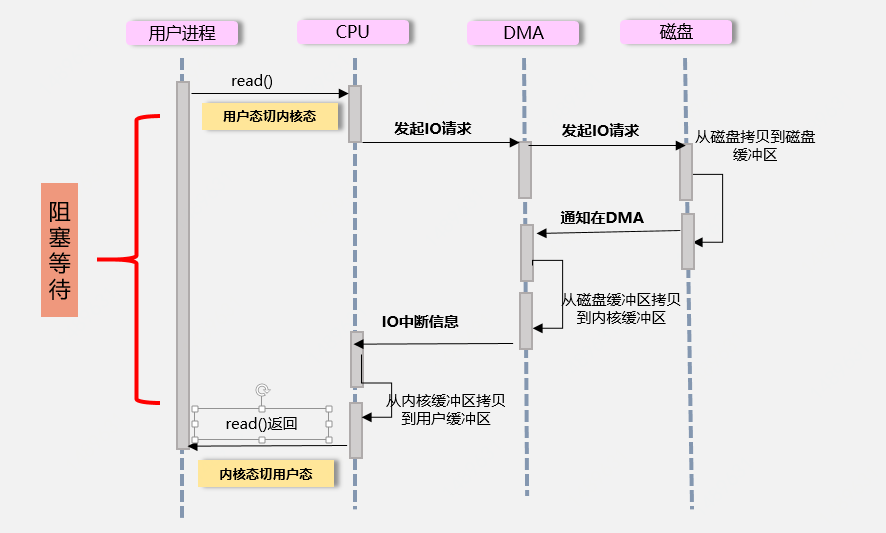 用户进程
CPU
DMA
磁盘
read()
用户态切内核态
发起IO请求
发起IO请求
从磁盘拷贝到磁盘
缓冲区
阻塞等待
通知在DMA
从磁盘缓冲区拷贝
到内核缓冲区
IO中断信息
从内核缓冲区拷贝
到用户缓冲区
read()返回
内核态切用户态